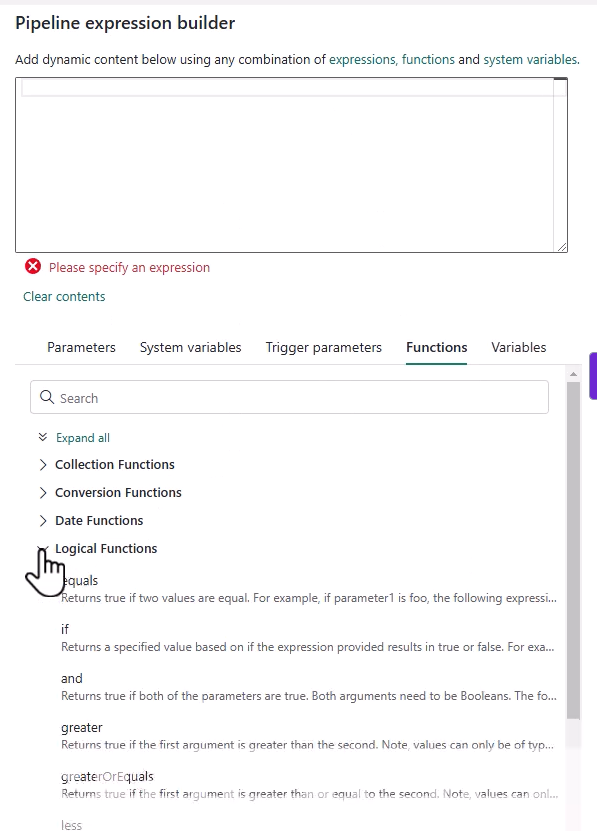 Pipeline expression builder
Add dynamic content below using any combination of expressions, functions and system variables.
Please specify an expression
Clear contents
Parameters System variables Trigger parameters Functions Variables
Search
Expand all
Collection Functions
Conversion Functions
Date Functions
Logical Functions
equals
Returns true if two values are equal. For example, if parameter1 is foo, the following expressi...
if
Returns a specified value based on if the expression provided results in true or false. For exa...
and
Returns true if both of the parameters are true. Both arguments need to be Booleans. The fo...
greater
Returns true if the first argument is greater than the second. Note, values can only be of typ...
greaterOrEquals
Returns true if the first argument is greater than or equal to the second. Note, values can onl...
less